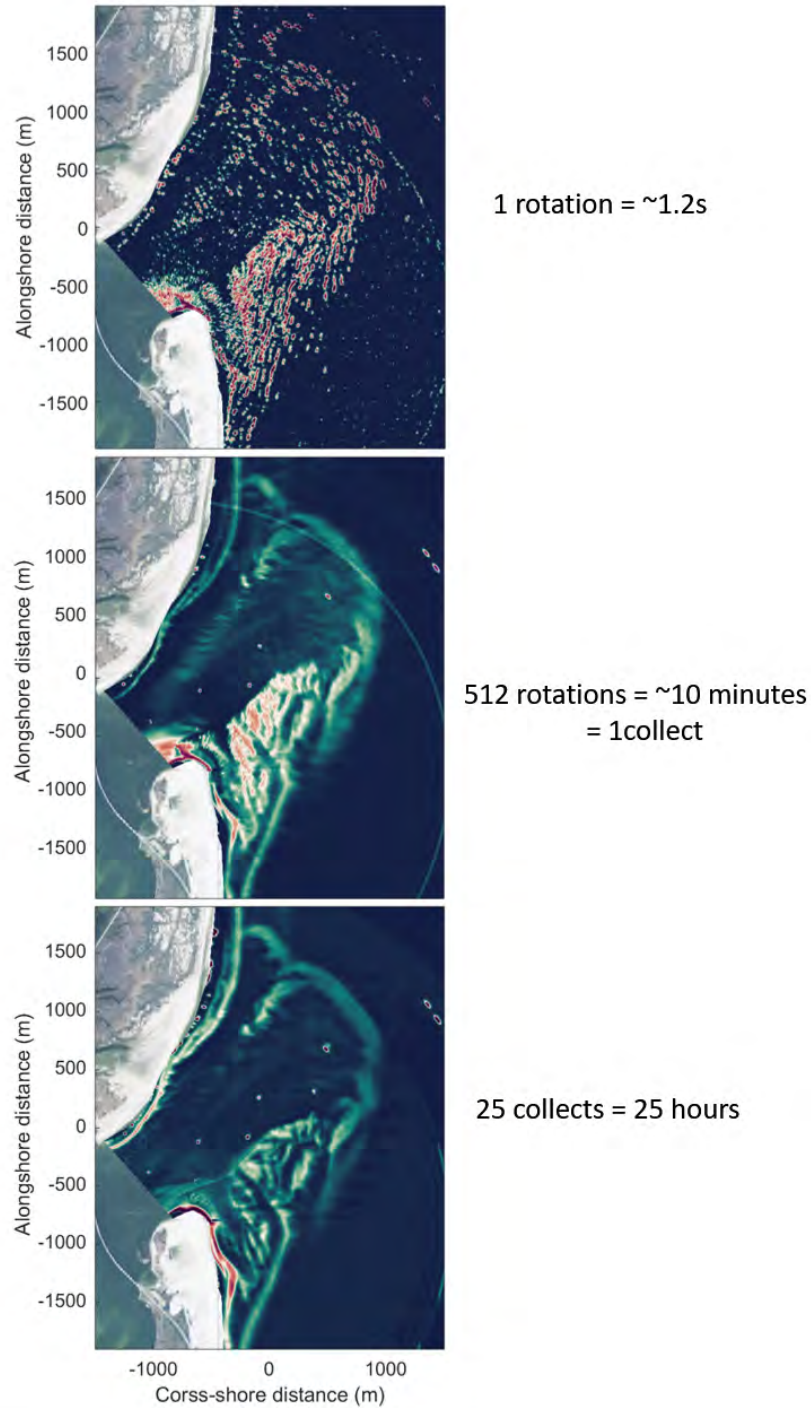 1500
1000
500
0
-500
-1000
-1500
Alongshore distance (m)
1 rotation = ~1.2s
1500
1000
500
0
-500
-1000
-1500
Alongshore distance (m)
512 rotations = ~10 minutes
= 1collect
1500
1000
500
0
-500
-1000
-1500
Alongshore distance (m)
25 collects = 25 hours
-1000 0 1000
Corss-shore distance (m)